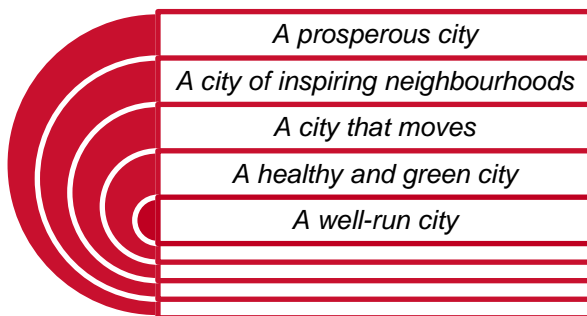 A prosperous city
A city of inspiring neighbourhoods
A city that moves
A healthy and green city
A well-run city